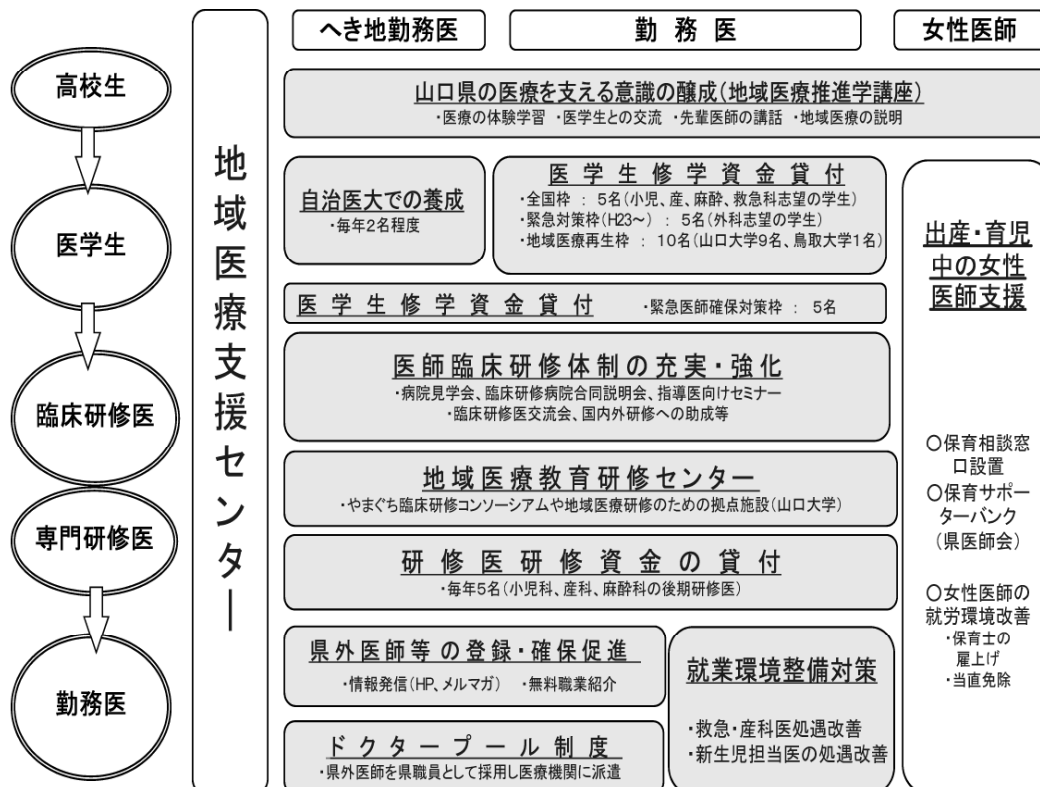 へき地勤務医
勤務医
女性医師
高校生
医学生
臨床研修医
専門研修医
勤務医
地域医療支援センター
山口県の医療を支える意識の醸成(地域医療推進学講座)
・医療の体験学習 ・医学生との交流 ・先輩医師の講話 ・地域医療の説明
自治医大での養成
・毎年2名程度
医学生修学資金貸付
・全国枠 : 5名(小児、産、麻酔、救急科志望の学生)
・緊急対策枠(H23～) : 5名(外科志望の学生)
・地域医療再生枠 : 10名(山口大学9名、鳥取大学1名)
医学生修学資金貸付 ・緊急医師確保対策枠 : 5名
医師臨床研修体制の充実・強化
・病院見学会、臨床研修病院合同説明会、指導医向けセミナー
・臨床研修医交流会、国内外研修への助成等
地域医療教育研修センター
・やまぐち臨床研修コンソーシアムや地域医療研修のための拠点施設(山口大学)
研修医研修資金の貸付
・毎年5名(小児科、産科、麻酔科の後期研修医)
県外医師等の登録・確保促進
・情報発信(HP、メルマガ) ・無料職業紹介
ドクタープール制度
・県外医師を県職員として採用し医療機関に派遣
就業環境整備対策
・救急・産科医処遇改善
・新生児担当医の処遇改善
出産・育児
中の女性
医師支援
〇保育相談窓
口設置
〇保育サポー
ターバンク
(県医師会)
〇女性医師の
就労環境改善
・保育士の
雇上げ
・当直免除